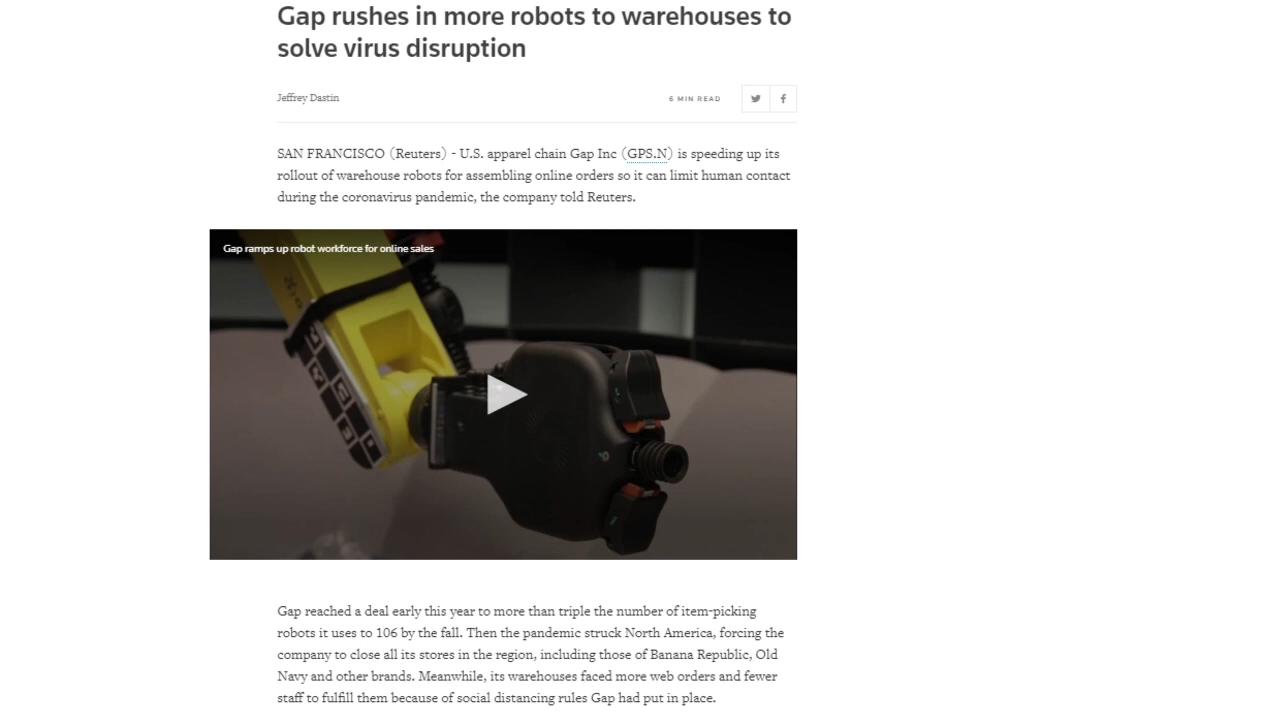 Gap rushes in more robots to warehouses to
solve virus disruption
Jeffrey Dastin
6 MIN READ
SAN FRANCISCO (Reuters) - U.S. apparel chain Gap Inc (GPS.N) is speeding up its
rollout of warehouse robots for assembling online orders so it can limit human contact
during the coronavirus pandemic, the company told Reuters.
Gap ramps up robot workforce for online sales
Gap reached a deal early this year to more than triple the number of item-picking
robots it uses to 106 by the fall. Then the pandemic struck North America, forcing the
company to close all its stores in the region, including those of Banana Republic, Old
Navy and other brands. Meanwhile, its warehouses faced more web orders and fewer
staff to fulfill them because of social distancing rules Gap had put in place.